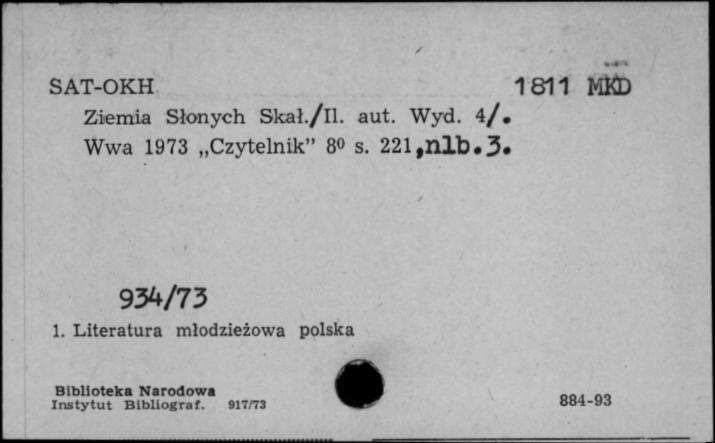 SAT-OKH 1811 MKD
Ziemia Słonych Skał./Il. aut. Wyd. 4/.
Wwa 1973 „Czytelnik” 8⁰ s. 221,nlb.3.
934/73
1. Literatura młodzieżowa polska
Biblioteka Narodowa
Instytut Bibliograf. 917/73
884-93